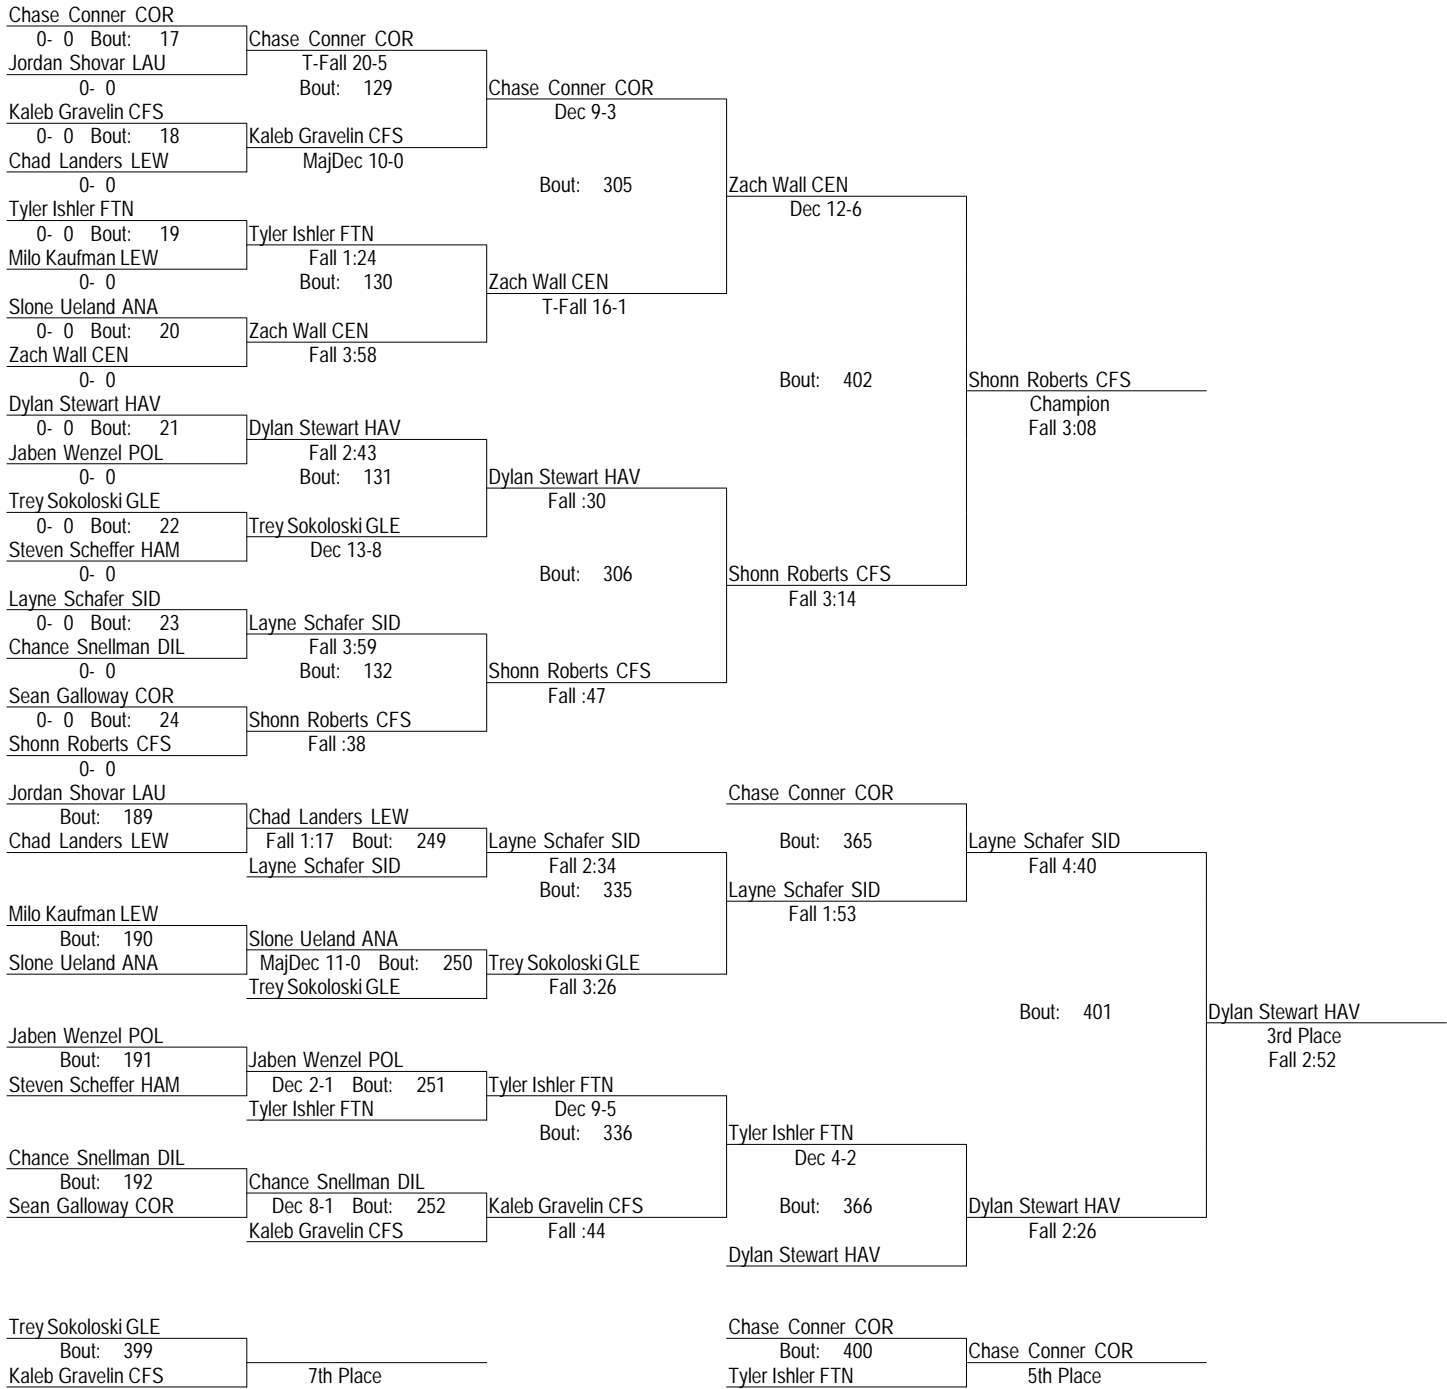 Chase Conner COR
0- 0 Bout: 17 Chase Conner COR
Jordan Shovar LAU T-Fall 20-5
0- 0 Bout: 129 Chase Conner COR
Kaleb Gravelin CFS Dec 9-3
0- 0 Bout: 18 Kaleb Gravelin CFS
Chad Landers LEW MajDec 10-0
0- 0 Bout: 305 Zach Wall CEN
Tyler Ishler FTN Dec 12-6
0- 0 Bout: 19 Tyler Ishler FTN
Milo Kaufman LEW Fall 1:24
0- 0 Bout: 130 Zach Wall CEN
Slone Ueland ANA T-Fall 16-1
0- 0 Bout: 20 Zach Wall CEN
Zach Wall CEN Fall 3:58
0- 0 Bout: 402 Shonn Roberts CFS
Dylan Stewart HAV Champion
0- 0 Bout: 21 Dylan Stewart HAV Fall 3:08
Jaben Wenzel POL Fall 2:43
0- 0 Bout: 131 Dylan Stewart HAV
Trey Sokoloski GLE Fall :30
0- 0 Bout: 22 Trey Sokoloski GLE
Steven Scheffer HAM Dec 13-8
0- 0 Bout: 306 Shonn Roberts CFS
Layne Schafer SID Fall 3:14
0- 0 Bout: 23 Layne Schafer SID
Chance Snellman DIL Fall 3:59
0- 0 Bout: 132 Shonn Roberts CFS
Sean Galloway COR Fall :47
0- 0 Bout: 24 Shonn Roberts CFS
Shonn Roberts CFS Fall :38
0- 0
Jordan Shovar LAU Chase Conner COR
Bout: 189 Chad Landers LEW
Chad Landers LEW Fall 1:17 Bout: 249 Layne Schafer SID Bout: 365 Layne Schafer SID
Layne Schafer SID Fall 2:34 Fall 4:40
Bout: 335 Layne Schafer SID
Milo Kaufman LEW Fall 1:53
Bout: 190 Slone Ueland ANA
Slone Ueland ANA MajDec 11-0 Bout: 250 Trey Sokoloski GLE
Trey Sokoloski GLE Fall 3:26
Bout: 401 Dylan Stewart HAV
Jaben Wenzel POL 3rd Place
Bout: 191 Jaben Wenzel POL Fall 2:52
Steven Scheffer HAM Dec 2-1 Bout: 251 Tyler Ishler FTN
Tyler Ishler FTN Dec 9-5
Bout: 336 Tyler Ishler FTN
Chance Snellman DIL Dec 4-2
Bout: 192 Chance Snellman DIL
Sean Galloway COR Dec 8-1 Bout: 252 Kaleb Gravelin CFS Bout: 366 Dylan Stewart HAV
Kaleb Gravelin CFS Fall :44 Fall 2:26
Dylan Stewart HAV
Trey Sokoloski GLE Chase Conner COR
Bout: 399 Bout: 400 Chase Conner COR
Kaleb Gravelin CFS 7th Place Tyler Ishler FTN 5th Place